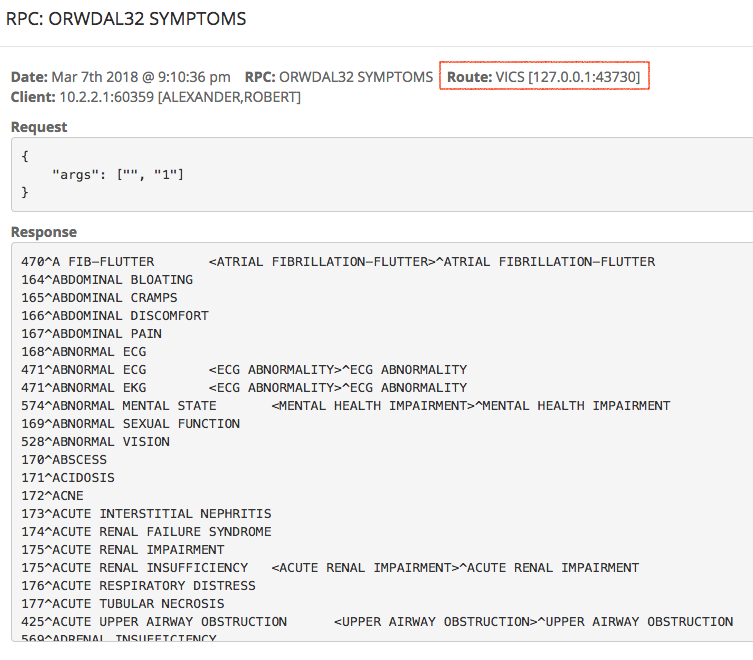 RPC: ORWDAL32 SYMPTOMS
Date: Mar 7th 2018 @ 9:10:36 pm RPC: ORWDAL32 SYMPTOMS Route: VICS [127.0.0.1:43730]
Client: 10.2.2.1:60359 [ALEXANDER,ROBERT]
Request
{
    "args": ["", "1"]
}
Response
470^A FIB-FLUTTER       <ATRIAL FIBRILLATION-FLUTTER>^ATRIAL FIBRILLATION-FLUTTER
164^ABDOMINAL BLOATING
165^ABDOMINAL CRAMPS
166^ABDOMINAL DISCOMFORT
167^ABDOMINAL PAIN
168^ABNORMAL ECG
471^ABNORMAL ECG        <ECG ABNORMALITY>^ECG ABNORMALITY
471^ABNORMAL EKG        <ECG ABNORMALITY>^ECG ABNORMALITY
574^ABNORMAL MENTAL STATE       <MENTAL HEALTH IMPAIRMENT>^MENTAL HEALTH IMPAIRMENT
169^ABNORMAL SEXUAL FUNCTION
528^ABNORMAL VISION
170^ABSCESS
171^ACIDOSIS
172^ACNE
173^ACUTE INTERSTITIAL NEPHRITIS
174^ACUTE RENAL FAILURE SYNDROME
175^ACUTE RENAL IMPAIRMENT
175^ACUTE RENAL INSUFFICIENCY   <ACUTE RENAL IMPAIRMENT>^ACUTE RENAL IMPAIRMENT
176^ACUTE RESPIRATORY DISTRESS
177^ACUTE TUBULAR NECROSIS
425^ACUTE UPPER AIRWAY OBSTRUCTION      <UPPER AIRWAY OBSTRUCTION>^UPPER AIRWAY OBSTRUCTION
569^ADRENAL INSUFFICIENCY